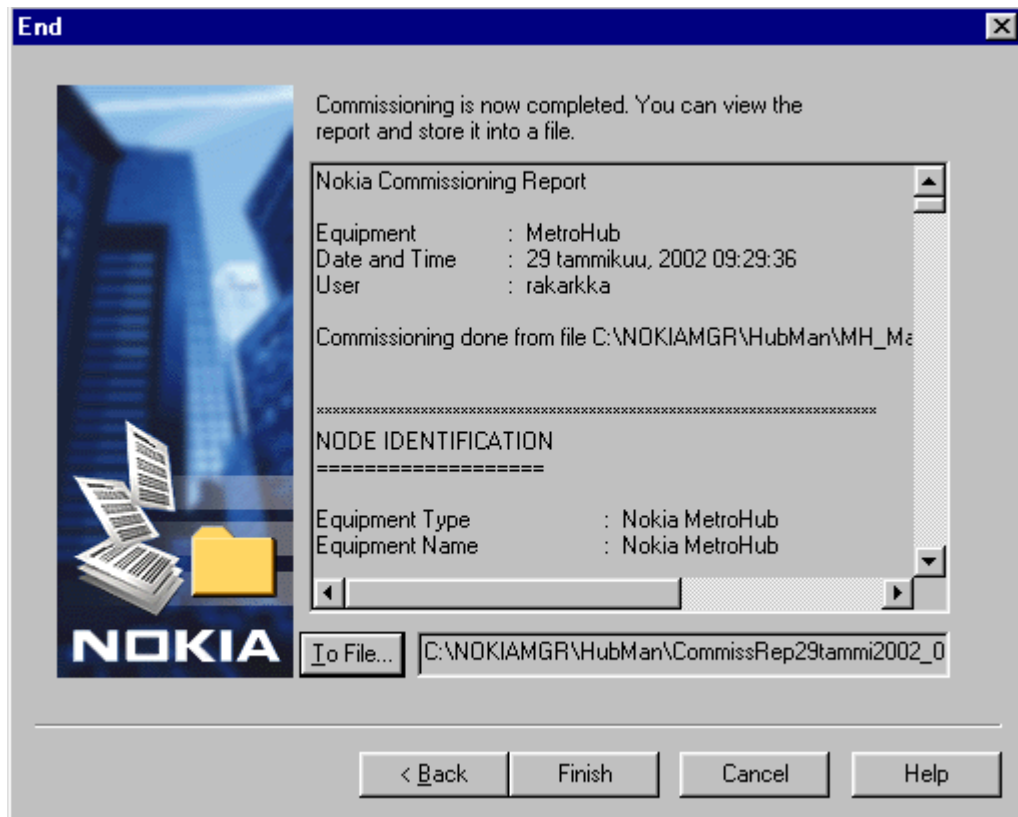 End
Commissioning is now completed. You can view the
report and store it into a file.
Nokia Commissioning Report
Equipment : MetroHub
Date and Time : 29 tammikuu, 2002 09:29:36
User : rakarkka
Commissioning done from file C:\NOKIAMGR\HubMan\MH_Ma
NODE IDENTIFICATION
===================
Equipment Type : Nokia MetroHub
Equipment Name : Nokia MetroHub
NOKIA
To File...
C:\NOKIAMGR\HubMan\CommissRep29tammi2002_0
< Back
Finish
Cancel
Help